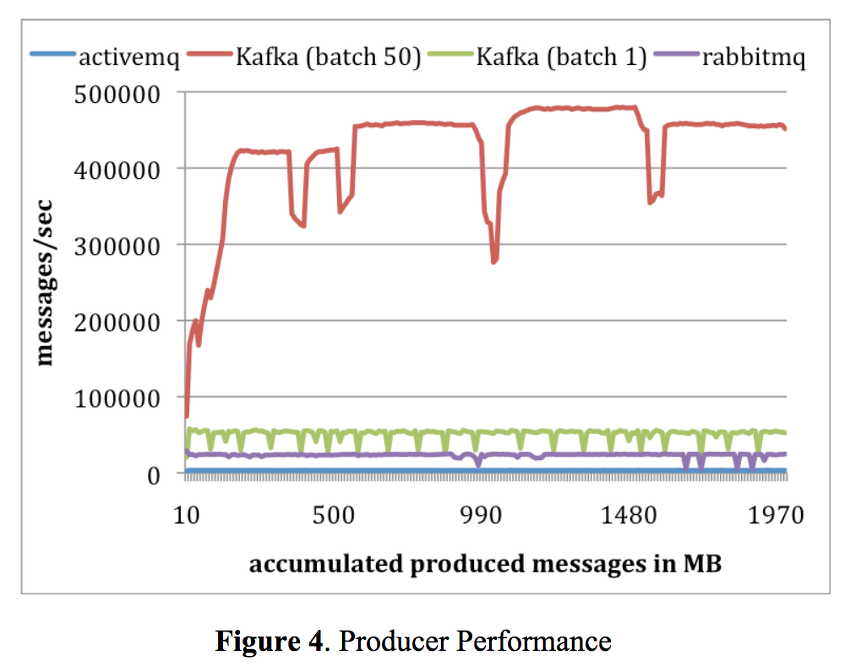 activemq Kafka (batch 50) Kafka (batch 1) rabbitmq
500000
400000
300000
200000
100000
0
messages/sec
10 500 990 1480 1970
accumulated produced messages in MB
Figure 4. Producer Performance